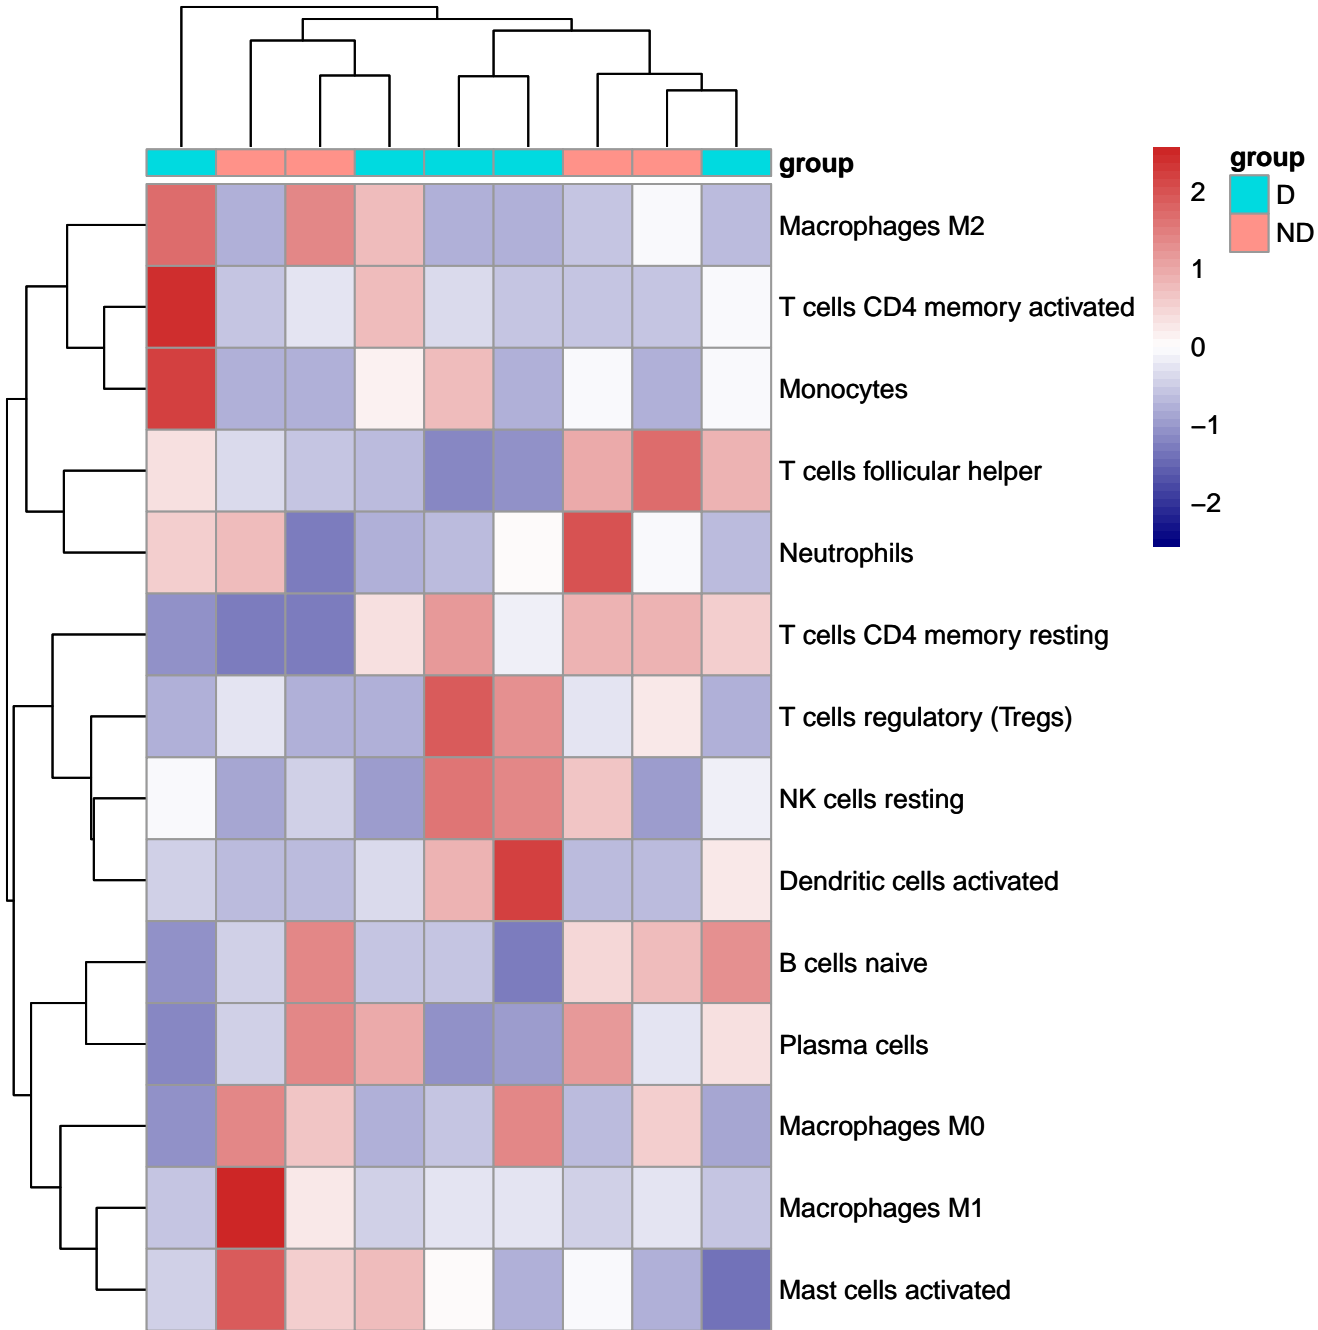 group
Macrophages M2
T cells CD4 memory activated
Monocytes
T cells follicular helper
Neutrophils
T cells CD4 memory resting
T cells regulatory (Tregs)
NK cells resting
Dendritic cells activated
B cells naive
Plasma cells
Macrophages M0
Macrophages M1
Mast cells activated
2
1
0
−1
−2
group
D
ND